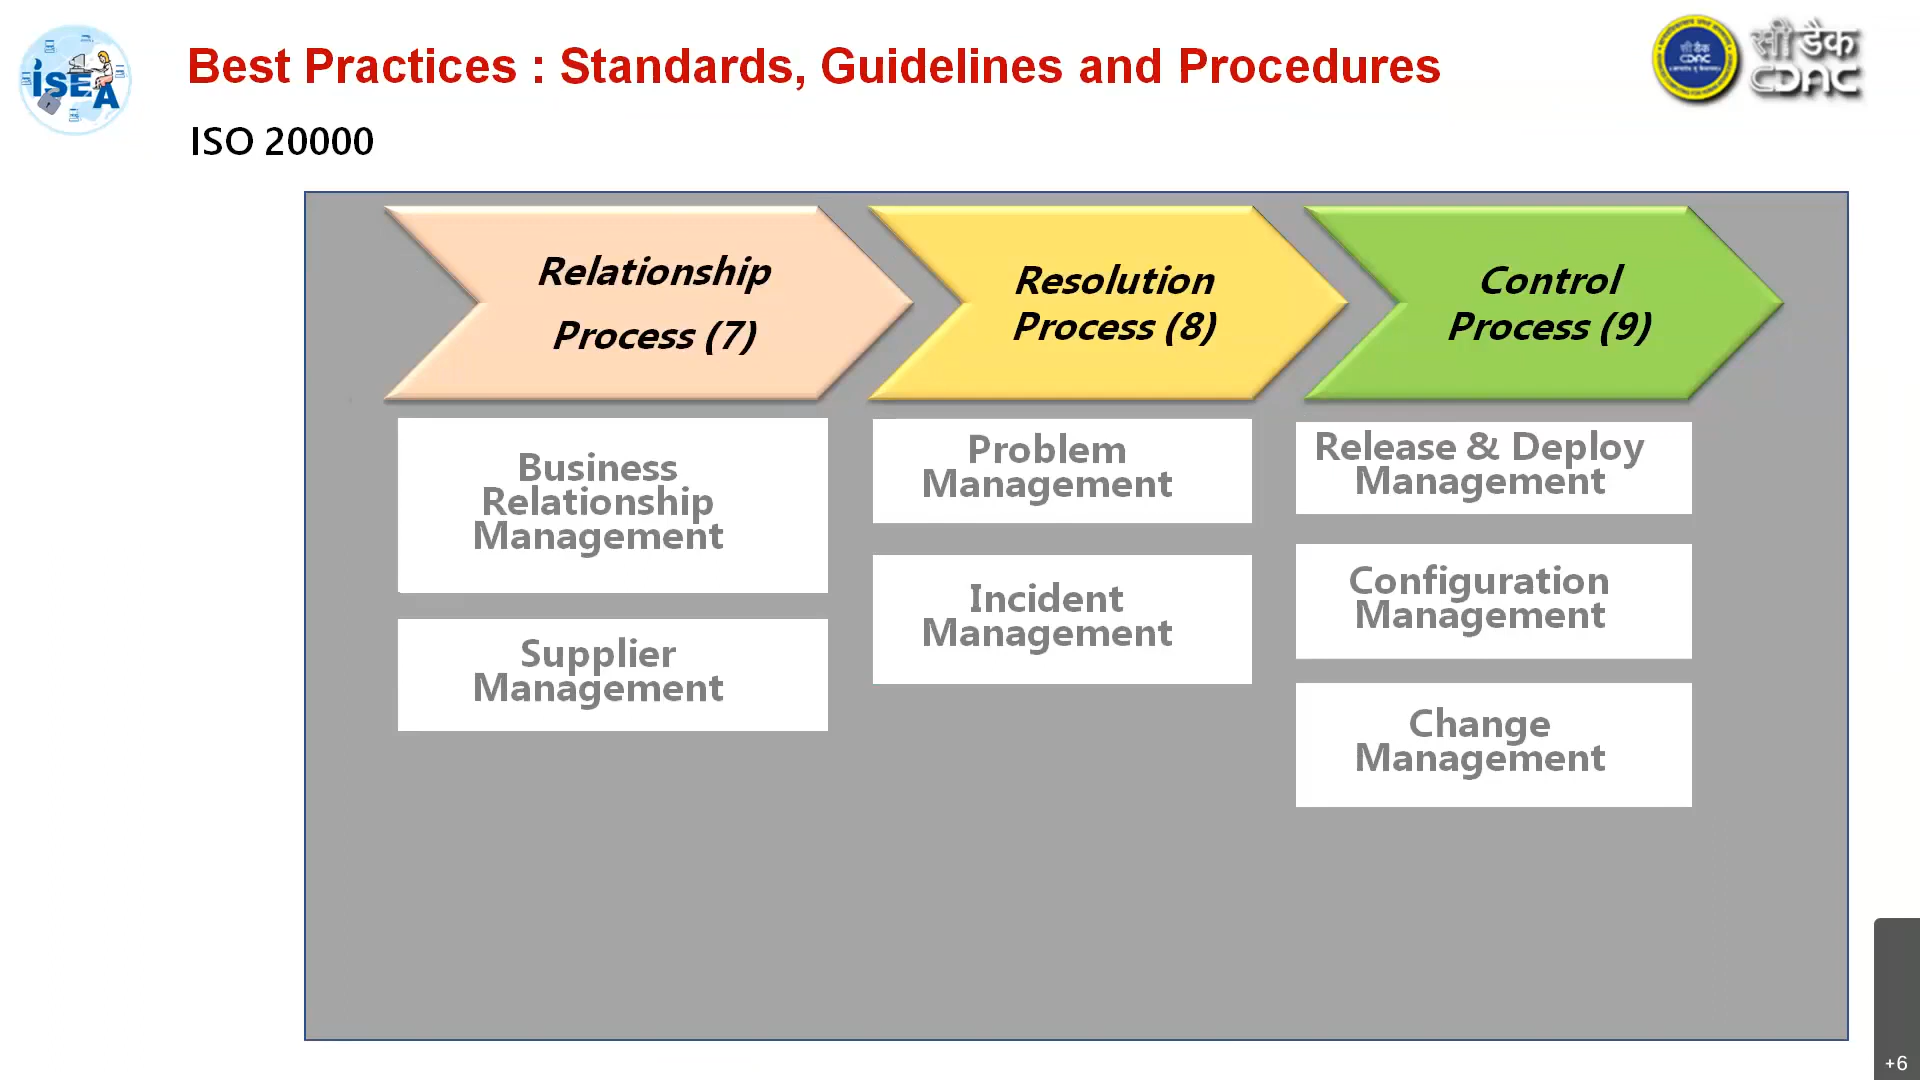 iSEA
Best Practices : Standards, Guidelines and Procedures
सी डैक
CDAC
सी डैक
CDAC
ISO 20000
Relationship
Process (7)
Resolution
Process (8)
Control
Process (9)
Business
Relationship
Management
Supplier
Management
Problem
Management
Incident
Management
Release & Deploy
Management
Configuration
Management
Change
Management
+6